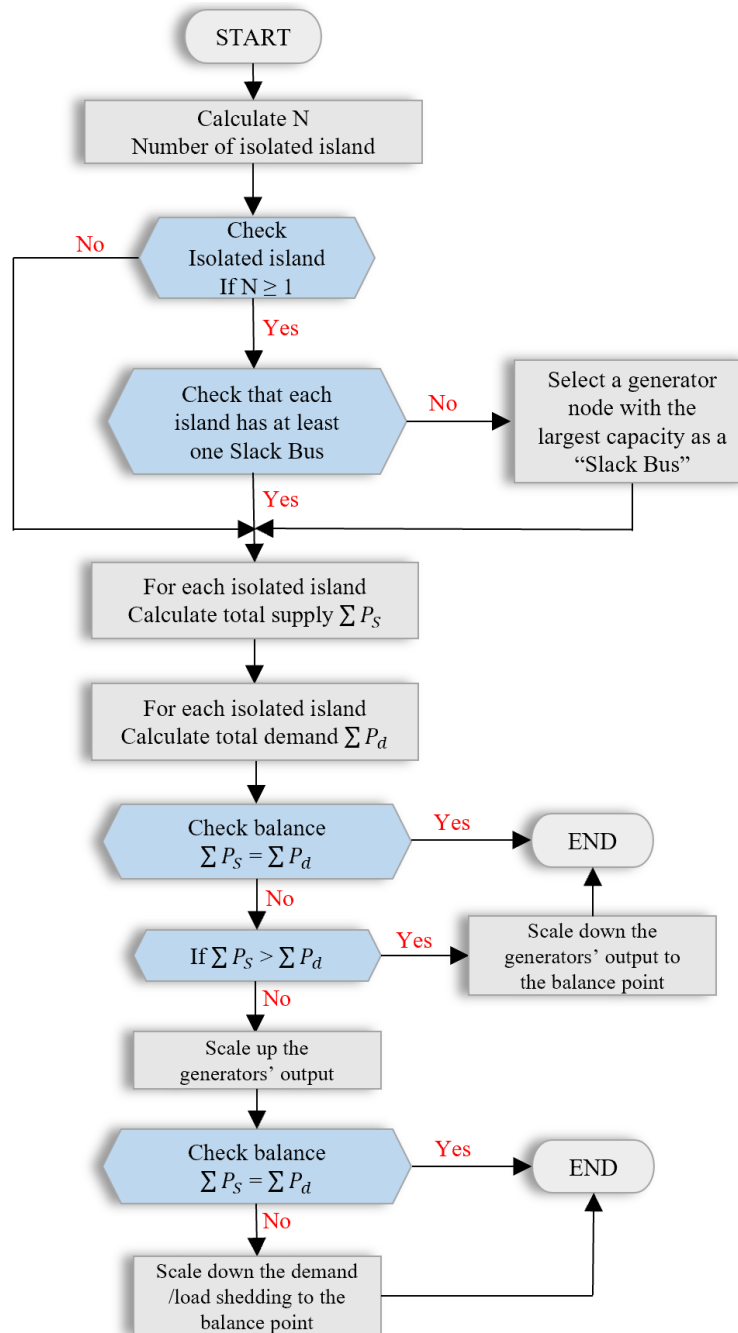 START
Calculate N
Number of isolated island
Check
Isolated island
If N ≥ 1
No
Yes
Check that each
island has at least
one Slack Bus
No
Select a generator
node with the
largest capacity as a
“Slack Bus”
Yes
For each isolated island
Calculate total supply ∑ P_S
For each isolated island
Calculate total demand ∑ P_d
Check balance
∑ P_S = ∑ P_d
Yes
END
No
If ∑ P_S > ∑ P_d
Yes
Scale down the
generators’ output to
the balance point
No
Scale up the
generators’ output
Check balance
∑ P_S = ∑ P_d
Yes
END
No
Scale down the demand
/load shedding to the
balance point